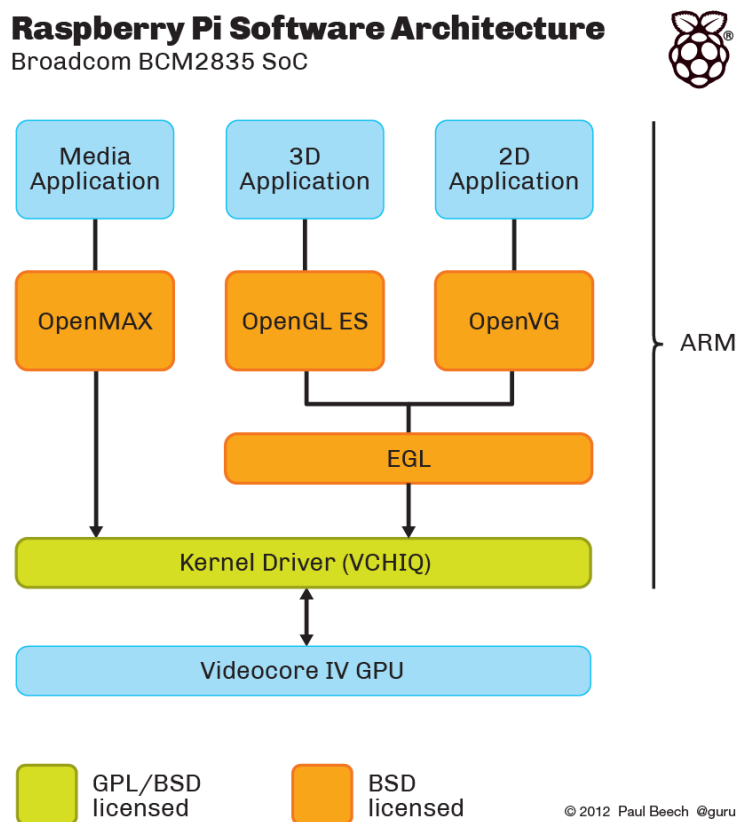 Raspberry Pi Software Architecture
Broadcom BCM2835 SoC
®
Media
Application
3D
Application
2D
Application
OpenMAX
OpenGL ES
OpenVG
ARM
EGL
Kernel Driver (VCHIQ)
Videocore IV GPU
GPL/BSD
licensed
BSD
licensed
© 2012 Paul Beech @guru